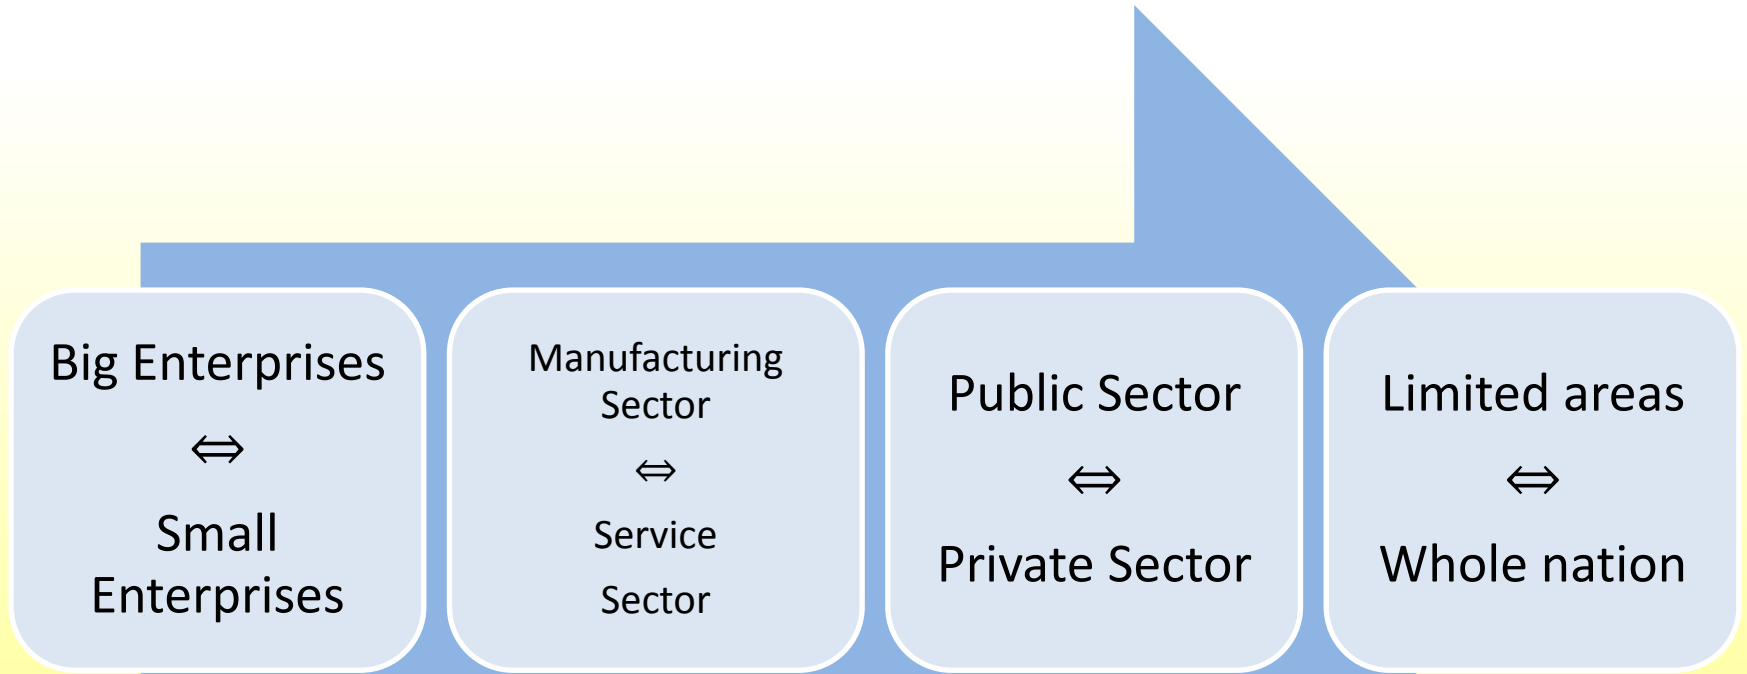 Big Enterprises
⇔
Small
Enterprises
Manufacturing
Sector
⇔
Service
Sector
Public Sector
⇔
Private Sector
Limited areas
⇔
Whole nation